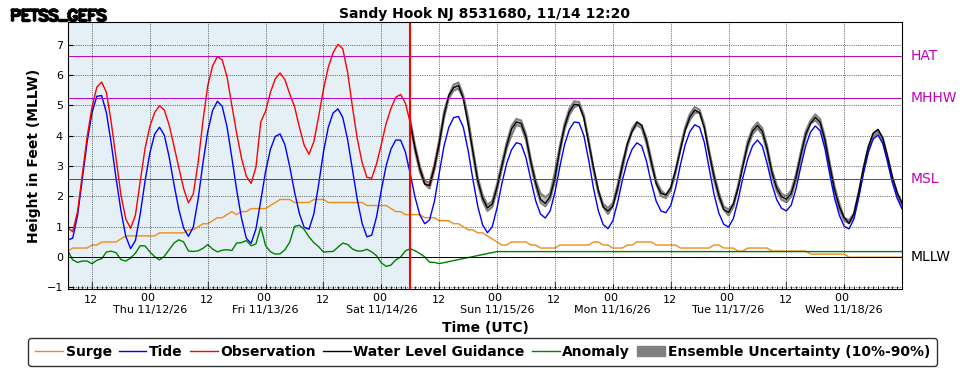 PETSS_GEFS
Sandy Hook NJ 8531680, 11/14 12:20
Height in Feet (MLLW)
7
6
5
4
3
2
1
0
−1
HAT
MHHW
MSL
MLLW
12 00 12 00 12 00 12 00 12 00 12 00 12 00
Thu 11/12/26 Fri 11/13/26 Sat 11/14/26 Sun 11/15/26 Mon 11/16/26 Tue 11/17/26 Wed 11/18/26
Time (UTC)
Surge Tide Observation Water Level Guidance Anomaly Ensemble Uncertainty (10%-90%)